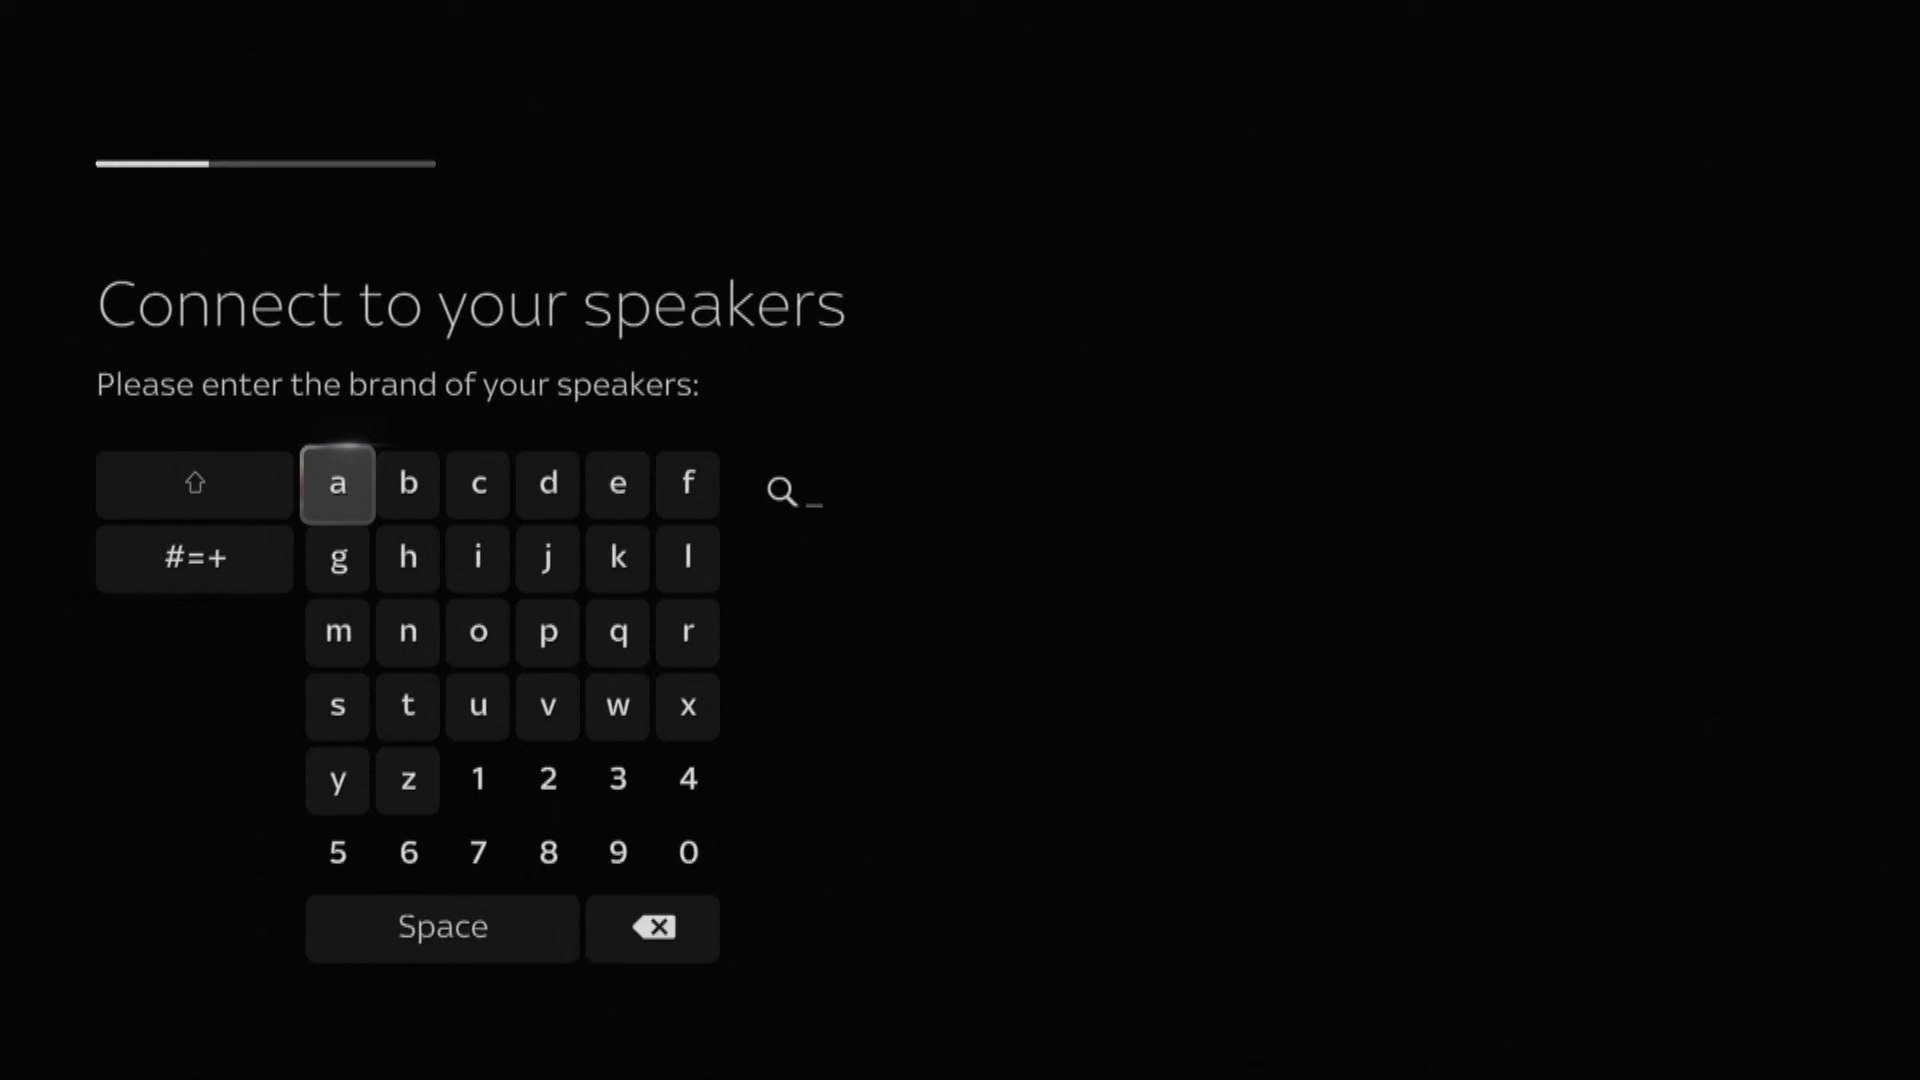 Connect to your speakers
Please enter the brand of your speakers:
a b c d e f
#=+ g h i j k l
m n o p q r
s t u v w x
y z 1 2 3 4
5 6 7 8 9 0
Space